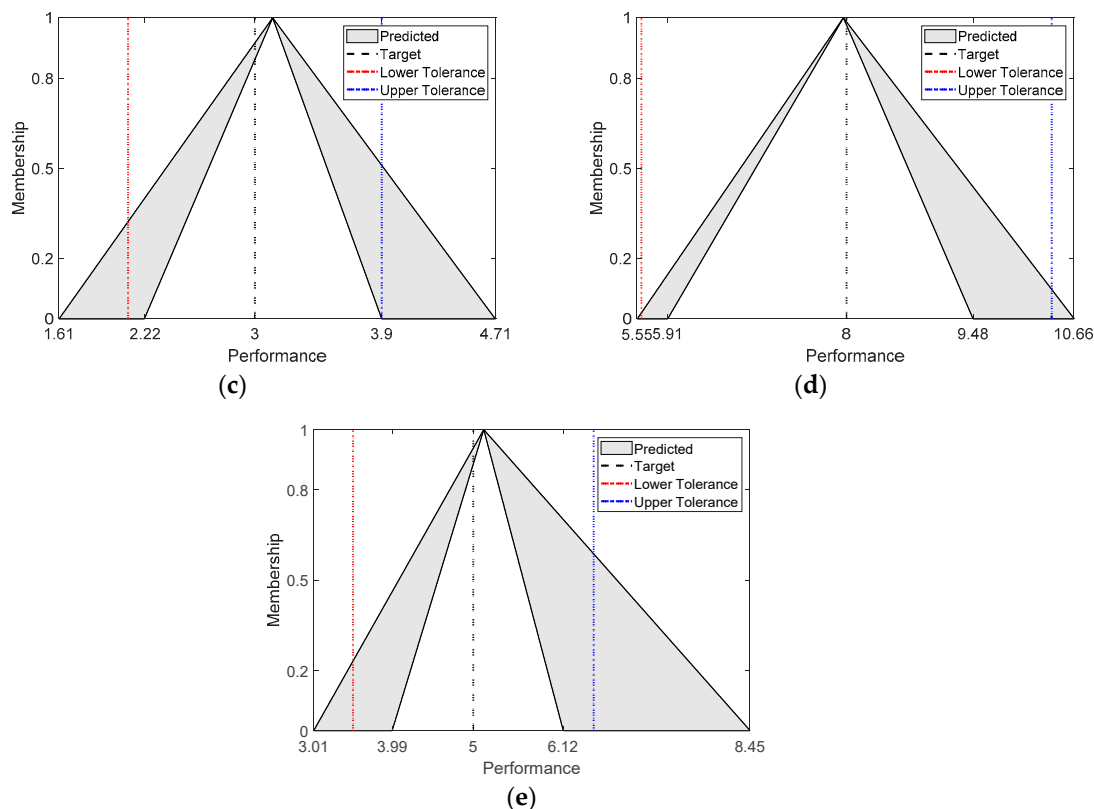 1
0.8
0.5
0.2
0
Membership
1.61 2.22 3 3.9 4.71
Performance
Predicted
Target
Lower Tolerance
Upper Tolerance
(c)
1
0.8
0.5
0.2
0
Membership
5.555.91 8 9.48 10.66
Performance
Predicted
Target
Lower Tolerance
Upper Tolerance
(d)
1
0.8
0.5
0.2
0
Membership
3.01 3.99 5 6.12 8.45
Performance
Predicted
Target
Lower Tolerance
Upper Tolerance
(e)